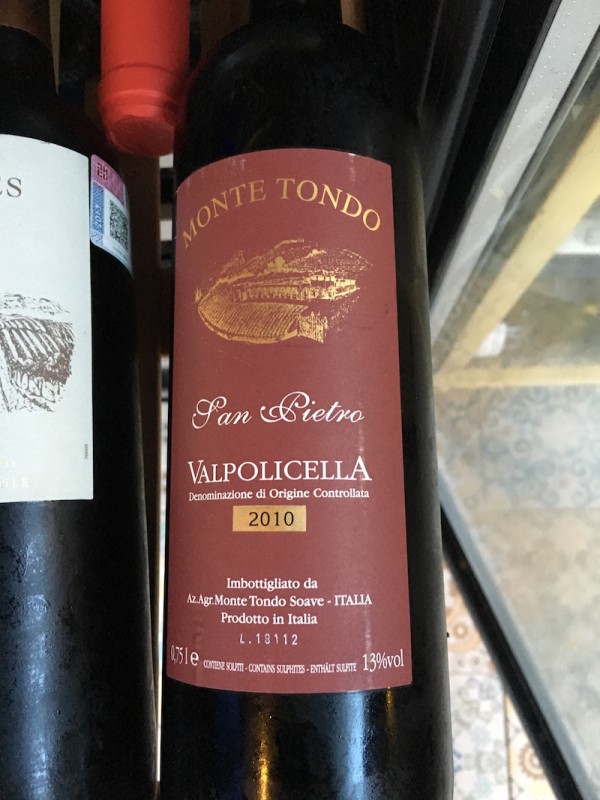 MONTE TONDO
San Pietro
VALPOLICELLA
Denominazione di Origine Controllata
2010
Imbottigliato da
Az.Agr.Monte Tondo Soave - ITALIA
Prodotto in Italia
L.18112
0,75 l e CONTIENE SOLFITI - CONTAINS SULPHITES - ENTHÄLT SULFITE 13%vol